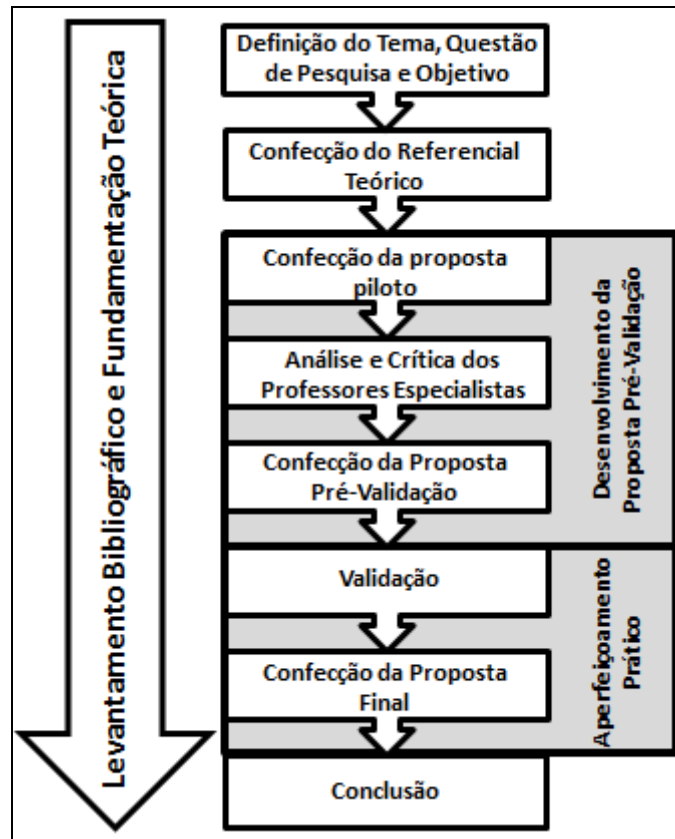 Levantamento Bibliográfico e Fundamentação Teórica
Definição do Tema, Questão
de Pesquisa e Objetivo
Confecção do Referencial
Teórico
Confecção da proposta
piloto
Análise e Crítica dos
Professores Especialistas
Confecção da Proposta
Pré-Validação
Desenvolvimento da
Proposta Pré-Validação
Validação
Confecção da Proposta
Final
Aperfeiçoamento
Prático
Conclusão